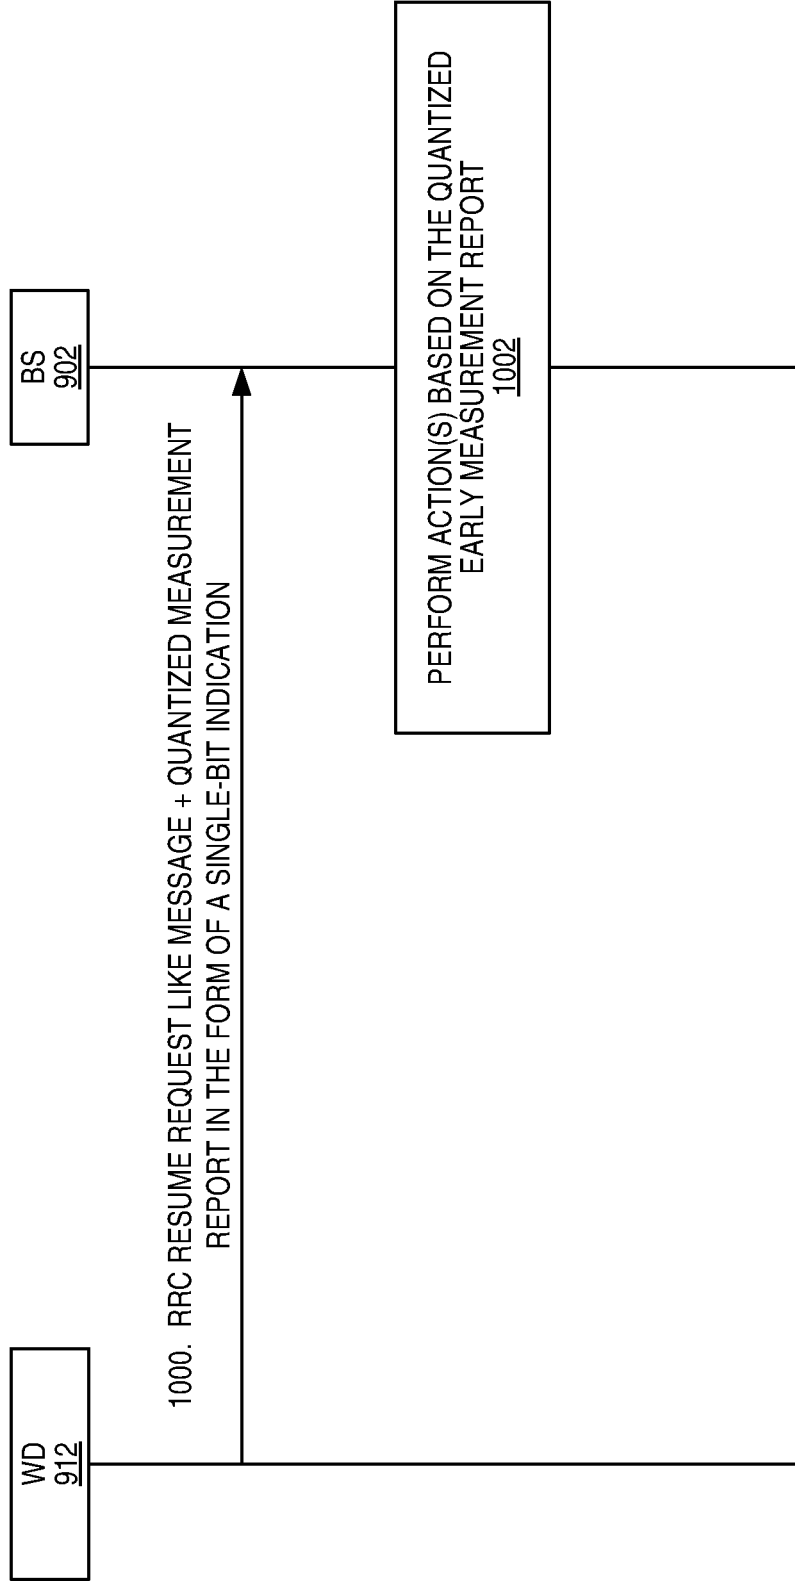 WD
912
BS
902
1000. RRC RESUME REQUEST LIKE MESSAGE + QUANTIZED MEASUREMENT
REPORT IN THE FORM OF A SINGLE-BIT INDICATION
PERFORM ACTION(S) BASED ON THE QUANTIZED
EARLY MEASUREMENT REPORT
1002